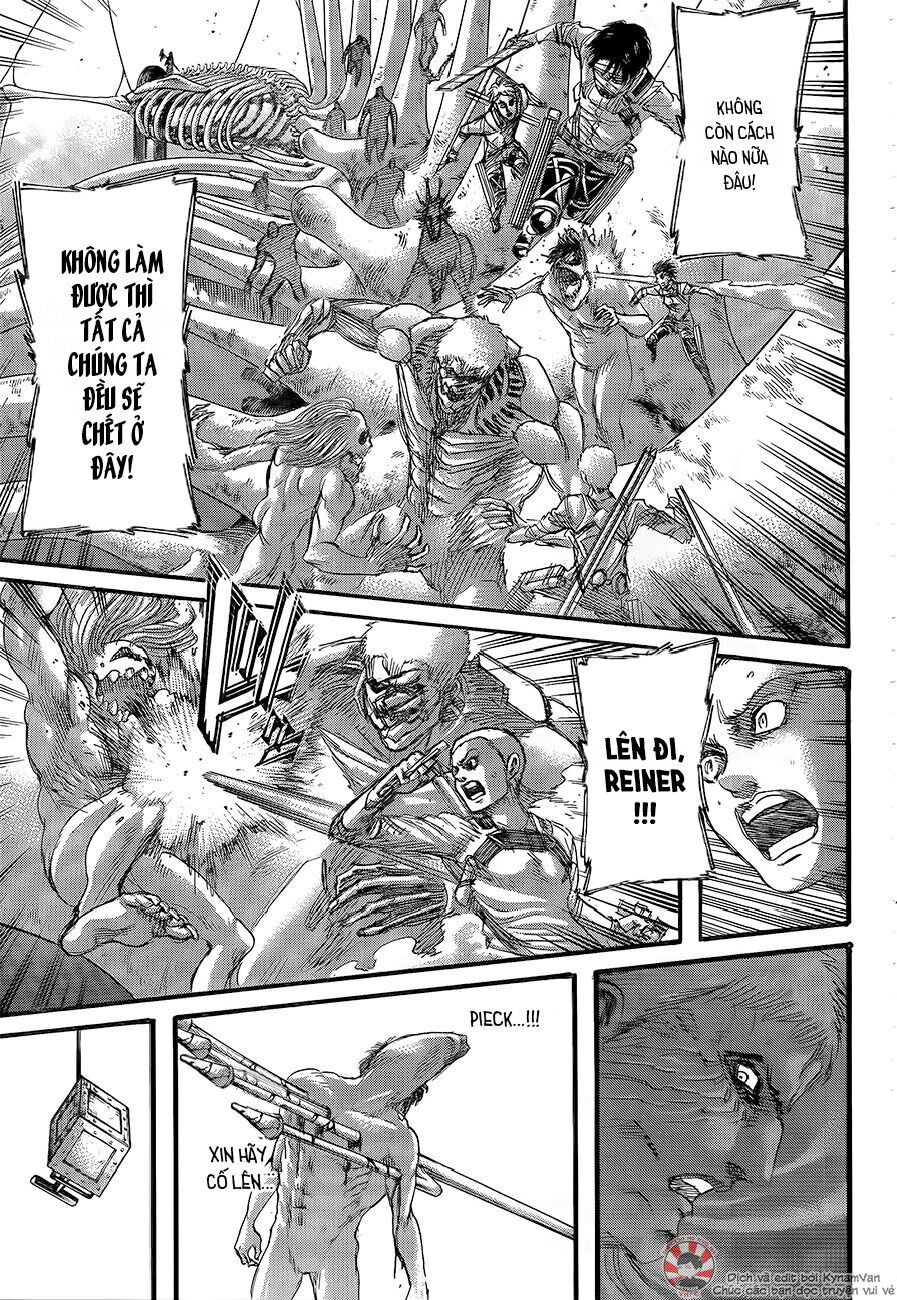 KHÔNG
CÒN CÁCH
NÀO NỮA
ĐÂU!
KHÔNG LÀM
ĐƯỢC THÌ
TẤT CẢ
CHÚNG TA
ĐỀU SẼ
CHẾT Ở
ĐÂY!
LÊN ĐI,
REINER
!!!
PIECK...!!!
XIN HÃY
CỐ LÊN...
Dịch và edit bởi KynamVan
Chúc các bạn đọc truyện vui vẻ